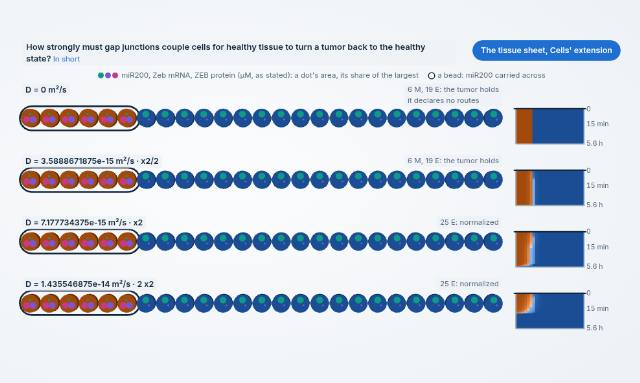 How strongly must gap junctions couple cells for healthy tissue to turn a tumor back to the healthy
state? In short
The tissue sheet, Cells' extension
miR200, Zeb mRNA, ZEB protein (µM, as stated): a dot's area, its share of the largest
a bead: miR200 carried across
D = 0 m²/s
6 M, 19 E: the tumor holds
it declares no routes
0
15 min
5.6 h
D = 3.5888671875e-15 m²/s · x2/2
6 M, 19 E: the tumor holds
0
15 min
5.6 h
D = 7.177734375e-15 m²/s · x2
25 E: normalized
0
15 min
5.6 h
D = 1.435546875e-14 m²/s · 2 x2
25 E: normalized
0
15 min
5.6 h